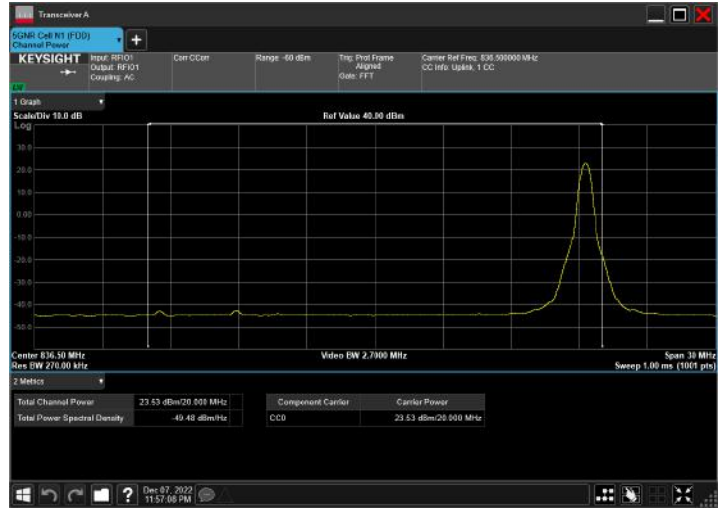 Transceiver A
5GNR Cell N1 (FDD)
Channel Power
+
KEYSIGHT
Input: RFIO1
Output: RFIO1
Coupling: AC
Corr CCorr
Range -60 dBm
Trig: Prot Frame
Aligned
Gate: FFT
Carrier Ref Freq: 836.500000 MHz
CC Info: Uplink, 1 CC
1 Graph
Scale/Div 10.0 dB
Ref Value 40.00 dBm
Log
30.0
20.0
10.0
0.00
-10.0
-20.0
-30.0
-40.0
-50.0
Center 836.50 MHz
Video BW 2.7000 MHz
Span 30 MHz
Res BW 270.00 kHz
Sweep 1.00 ms (1001 pts)
2 Metrics
Total Channel Power
23.53 dBm/20.000 MHz
Total Power Spectral Density
-49.48 dBm/Hz
Component Carrier
Carrier Power
CC0
23.53 dBm/20.000 MHz
?
Dec 07, 2022
11:57:08 PM